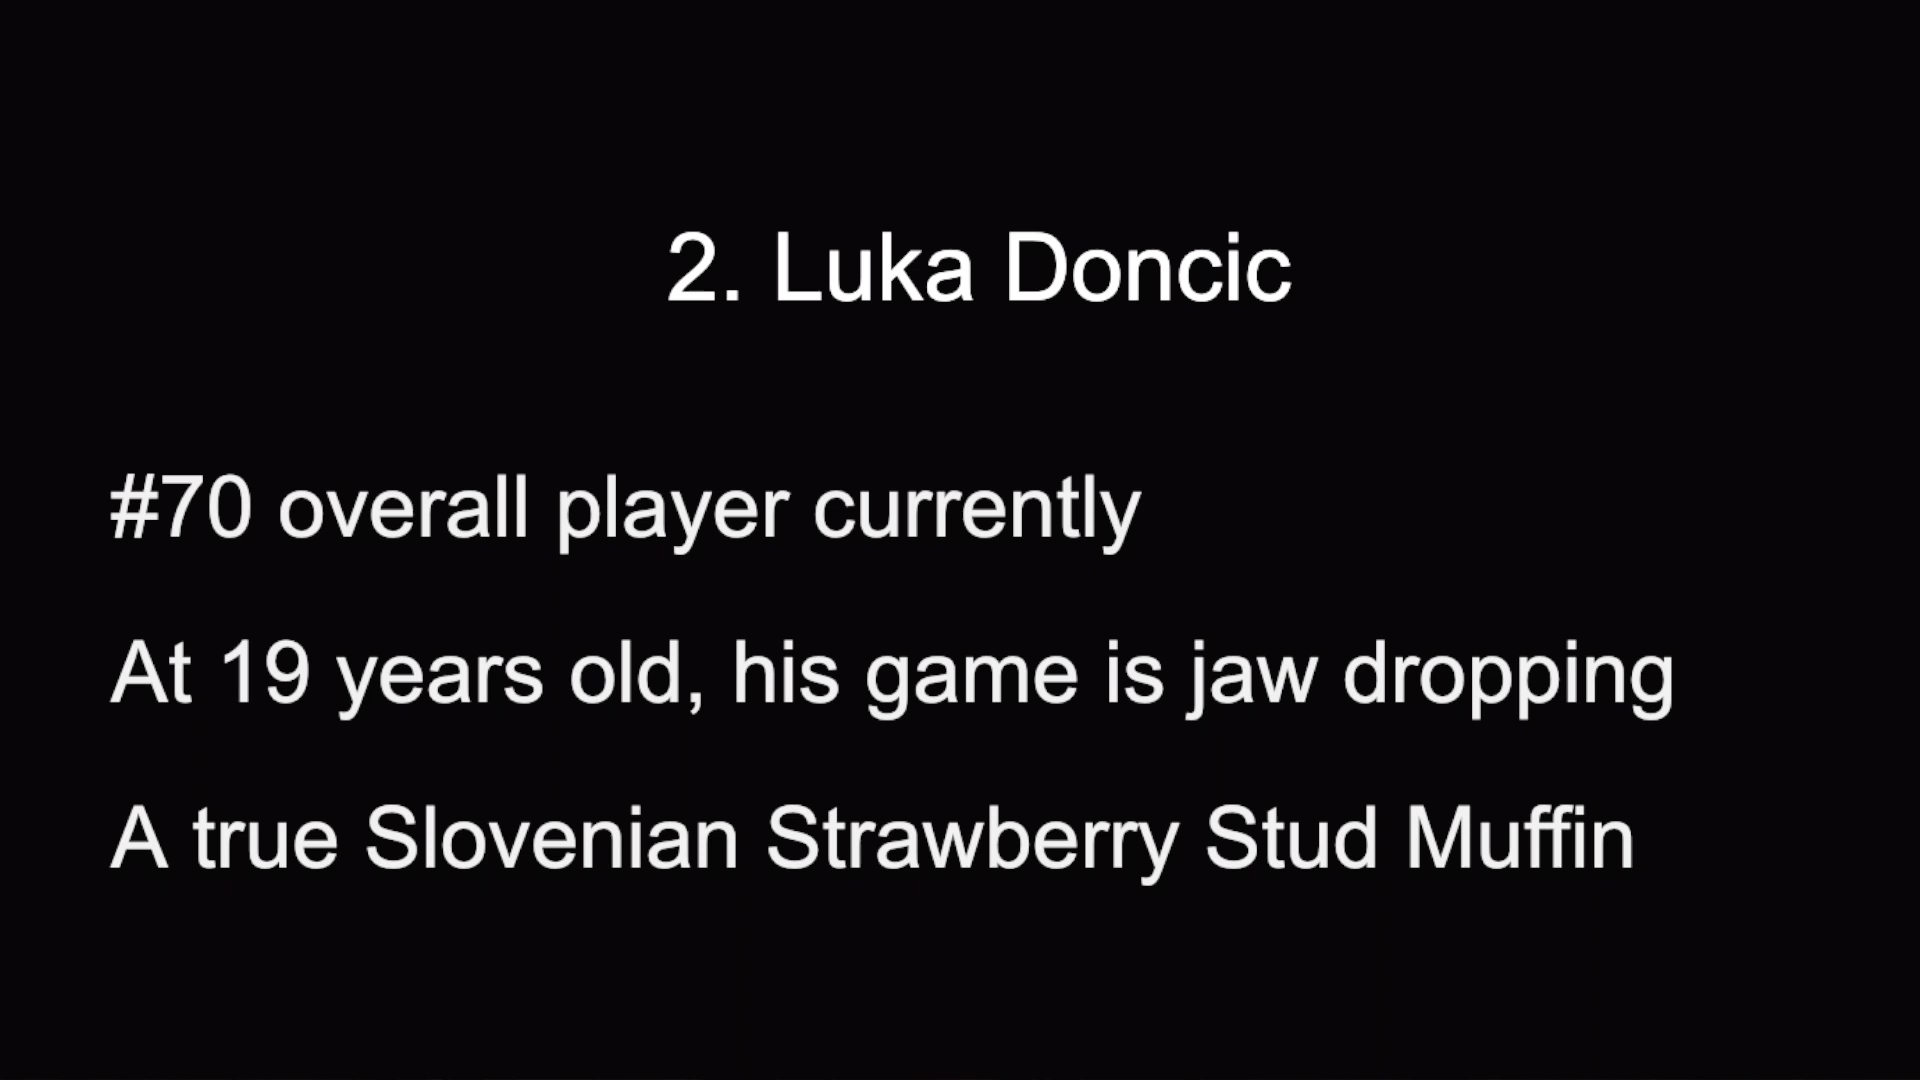 2. Luka Doncic
#70 overall player currently
At 19 years old, his game is jaw dropping
A true Slovenian Strawberry Stud Muffin